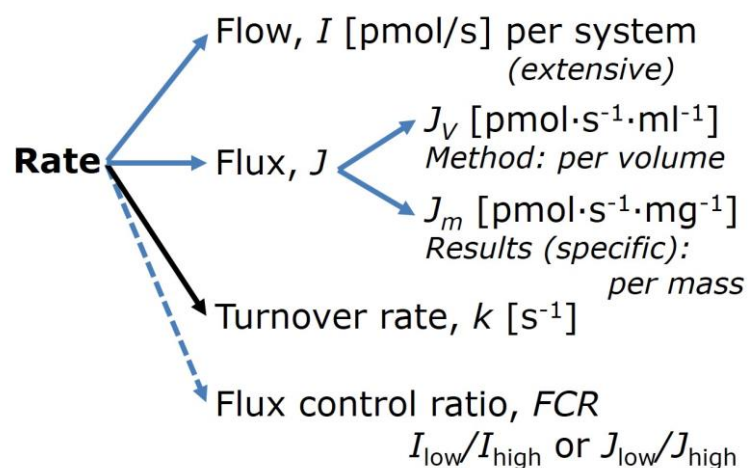 Flow, I [pmol/s] per system
(extensive)
Rate
Flux, J
J_V [pmol·s⁻¹·ml⁻¹]
Method: per volume
J_m [pmol·s⁻¹·mg⁻¹]
Results (specific):
per mass
Turnover rate, k [s⁻¹]
Flux control ratio, FCR
I_low/I_high or J_low/J_high